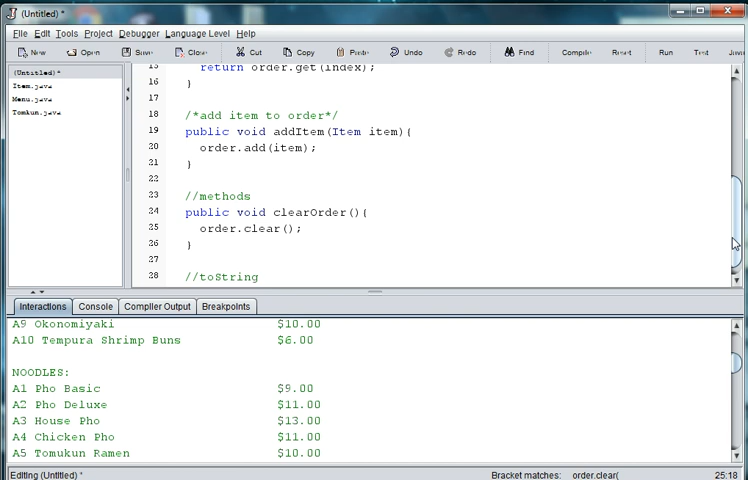 (Untitled) *
File Edit Tools Project Debugger Language Level Help
New Open Save Close Cut Copy Paste Undo Redo Find Compile Reset Run Test Java
(Untitled) *
Item.java
Menu.java
Tomkun.java
15 return order.get(index);
16 }
17
18 /*add item to order*/
19 public void addItem(Item item){
20 order.add(item);
21 }
22
23 //methods
24 public void clearOrder(){
25 order.clear();
26 }
27
28 //toString
Interactions Console Compiler Output Breakpoints
A9 Okonomiyaki $10.00
A10 Tempura Shrimp Buns $6.00
NOODLES:
A1 Pho Basic $9.00
A2 Pho Deluxe $11.00
A3 House Pho $13.00
A4 Chicken Pho $11.00
A5 Tomukun Ramen $10.00
Editing (Untitled) * Bracket matches: order.clear( 25:18